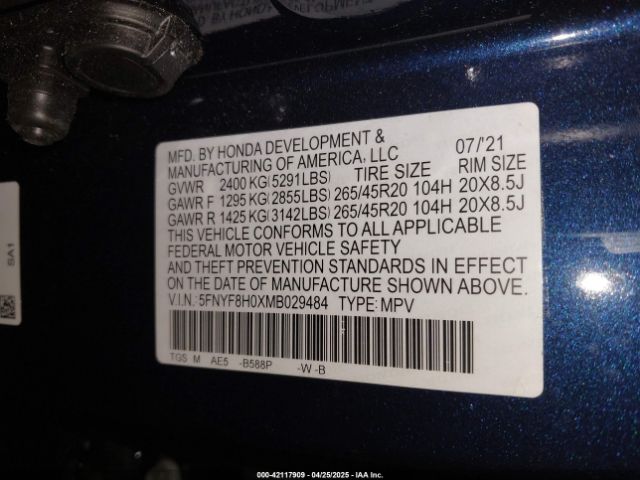 MFD. BY HONDA DEVELOPMENT & 07/'21
MANUFACTURING OF AMERICA, LLC
GVWR 2400 KG(5291LBS) TIRE SIZE RIM SIZE
GAWR F 1295 KG(2855LBS) 265/45R20 104H 20X8.5J
GAWR R 1425 KG(3142LBS) 265/45R20 104H 20X8.5J
THIS VEHICLE CONFORMS TO ALL APPLICABLE
FEDERAL MOTOR VEHICLE SAFETY
AND THEFT PREVENTION STANDARDS IN EFFECT
ON THE DATE OF MANUFACTURE SHOWN ABOVE.
V.I.N.: 5FNYF8H0XMB029484 TYPE: MPV
TGS M AE5 -B588P -W -B
SA1
000-42117909 - 04/25/2025 - IAA Inc.